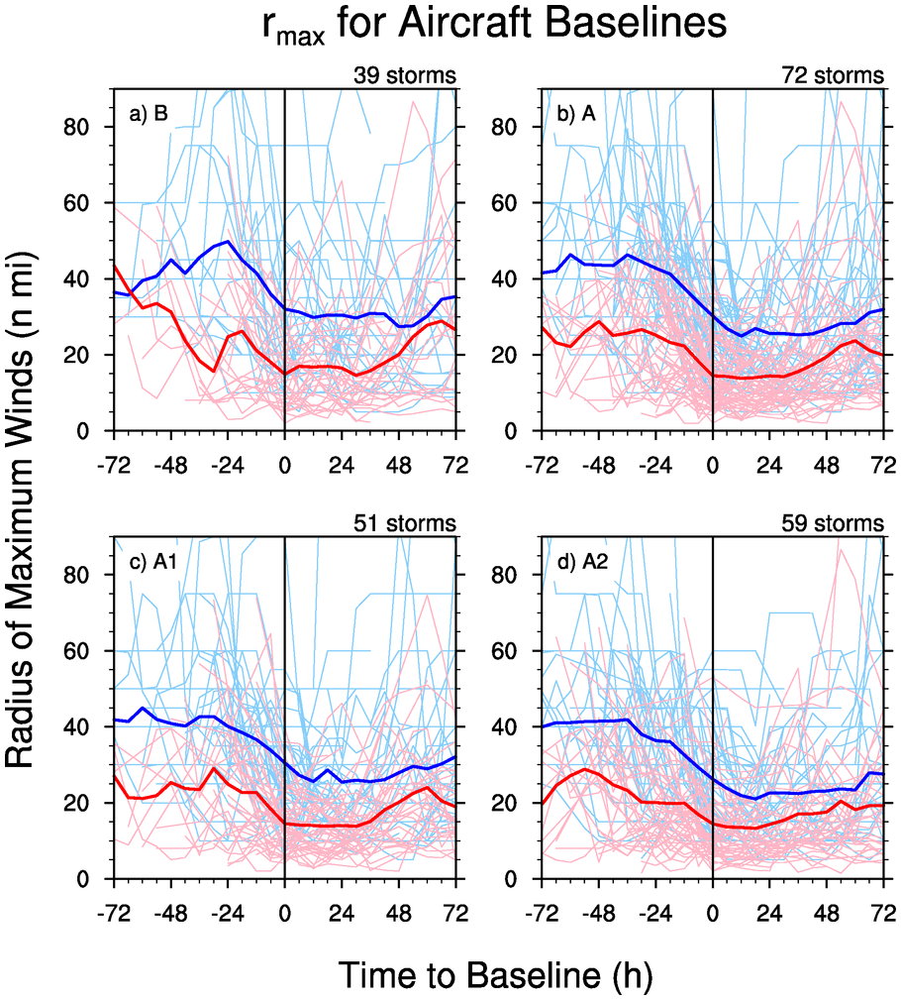 rmax for Aircraft Baselines
39 storms
72 storms
a) B
b) A
80
60
40
20
0
80
60
40
20
0
-72 -48 -24 0 24 48 72
-72 -48 -24 0 24 48 72
51 storms
59 storms
c) A1
d) A2
80
60
40
20
0
80
60
40
20
0
-72 -48 -24 0 24 48 72
-72 -48 -24 0 24 48 72
Radius of Maximum Winds (n mi)
Time to Baseline (h)